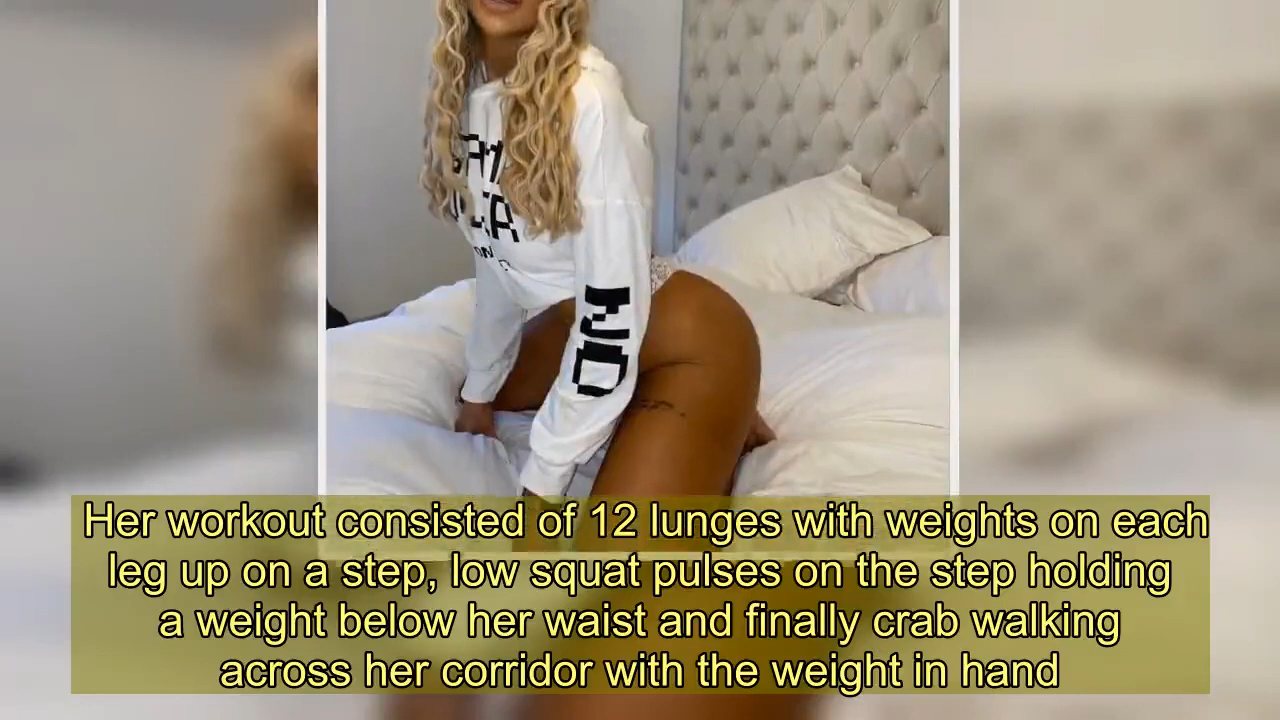 ND
Her workout consisted of 12 lunges with weights on each
leg up on a step, low squat pulses on the step holding
a weight below her waist and finally crab walking
across her corridor with the weight in hand